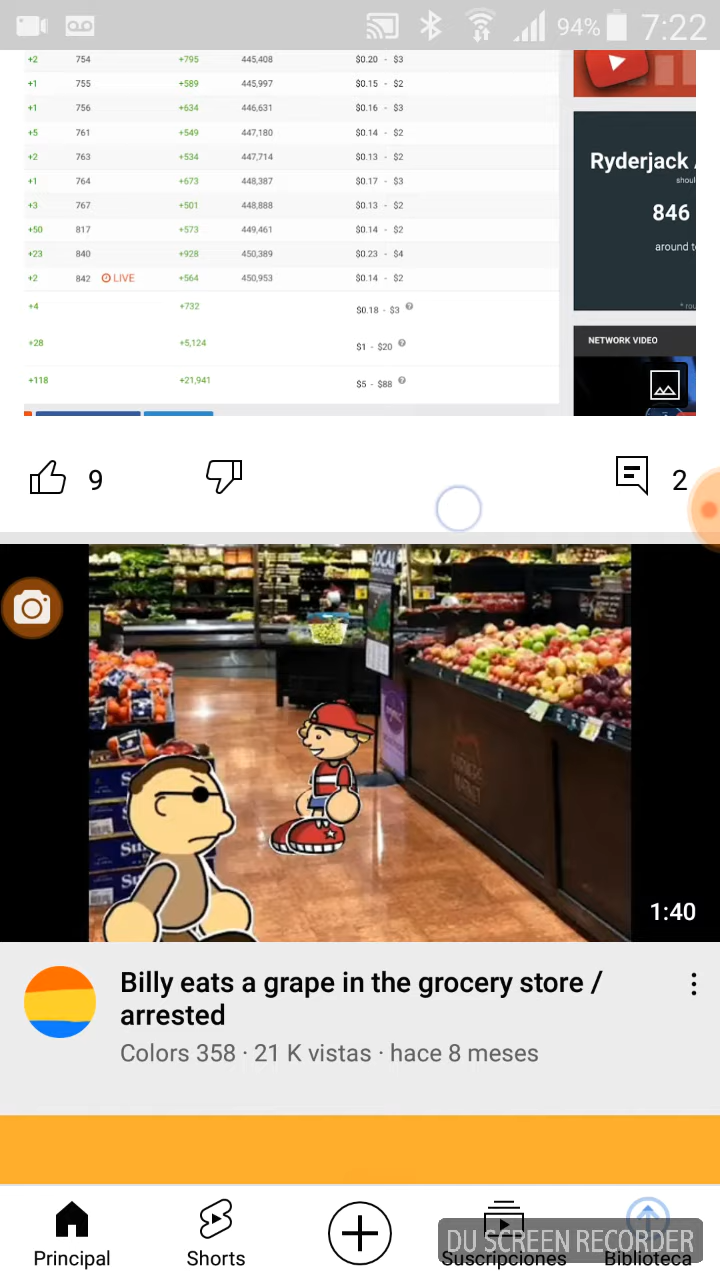 94% 7:22
+2 754 +795 445,408 $0.20 - $3
+1 755 +589 445,997 $0.15 - $2
+1 756 +634 446,631 $0.16 - $3
+5 761 +549 447,180 $0.14 - $2
+2 763 +534 447,714 $0.13 - $2
+1 764 +673 448,387 $0.17 - $3
+3 767 +501 448,888 $0.13 - $2
+50 817 +573 449,461 $0.14 - $2
+23 840 +928 450,389 $0.23 - $4
+2 842 LIVE +564 450,953 $0.14 - $2
+4 +732 $0.18 - $3
+28 +5,124 $1 - $20
+118 +21,941 $5 - $88
Ryderjack
shoul
846
around t
NETWORK VIDEO
9 2
LOCAL
Su
Su
1:40
Billy eats a grape in the grocery store /
arrested
Colors 358 · 21 K vistas · hace 8 meses
Principal Shorts Suscripciones Biblioteca
DU SCREEN RECORDER